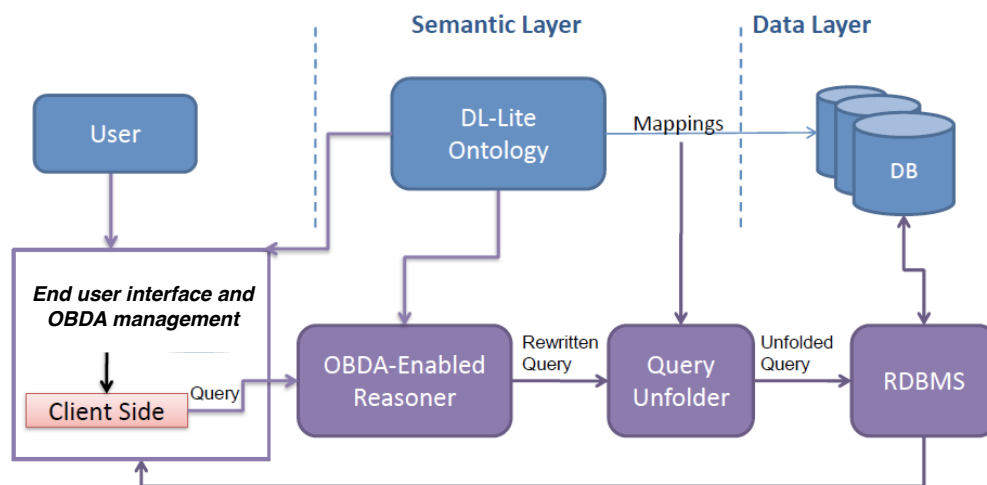 Semantic Layer
Data Layer
User
DL-Lite
Ontology
Mappings
DB
End user interface and
OBDA management
Client Side
Query
OBDA-Enabled
Reasoner
Rewritten
Query
Query
Unfolder
Unfolded
Query
RDBMS